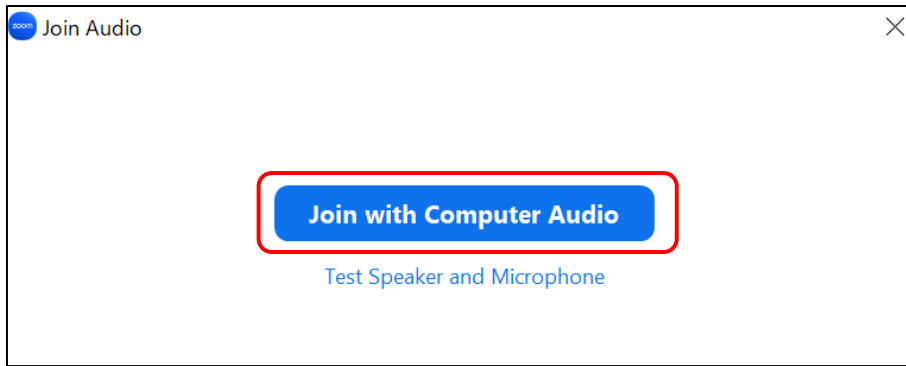 zoom Join Audio
Join with Computer Audio
Test Speaker and Microphone